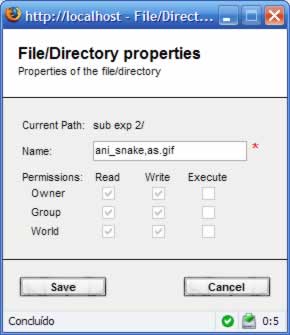 http://localhost - File/Direct...
File/Directory properties
Properties of the file/directory
Current Path: sub exp 2/
Name: ani_snake,as.gif *
Permissions: Read Write Execute
Owner
Group
World
Save Cancel
Concluído 0:5